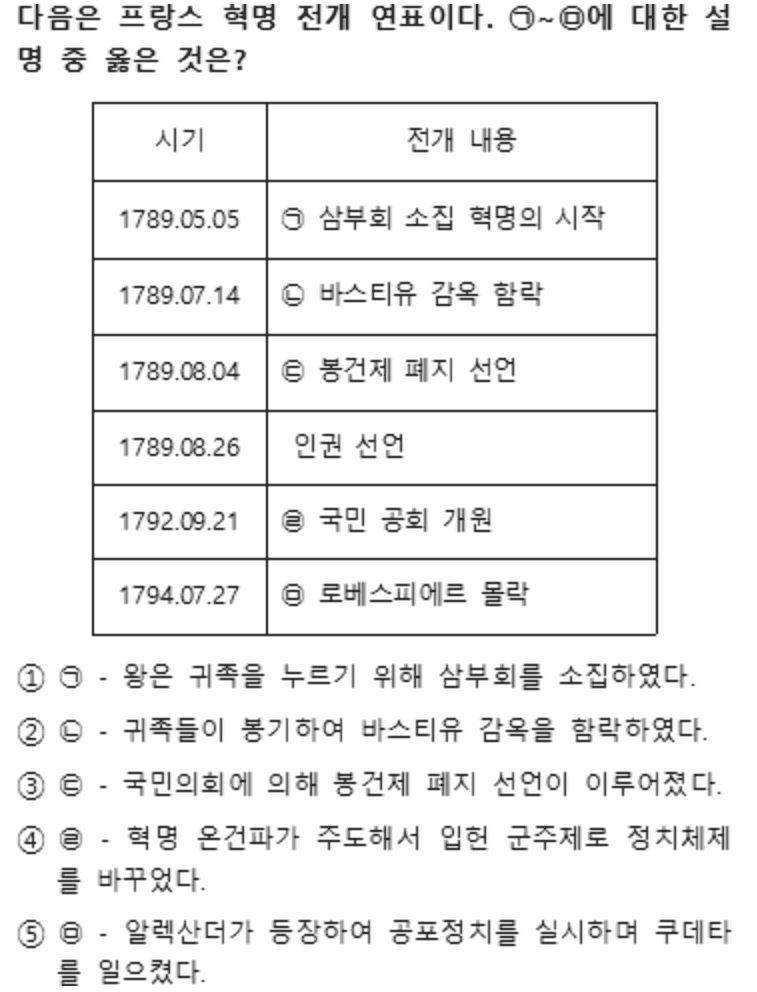 다음은 프랑스 혁명 전개 연표이다. ㉠~㉤에 대한 설
명 중 옳은 것은?
시기 전개 내용
1789.05.05 ㉠ 삼부회 소집 혁명의 시작
1789.07.14 ㉡ 바스티유 감옥 함락
1789.08.04 ㉢ 봉건제 폐지 선언
1789.08.26 인권 선언
1792.09.21 ㉣ 국민 공회 개원
1794.07.27 ㉤ 로베스피에르 몰락
① ㉠ - 왕은 귀족을 누르기 위해 삼부회를 소집하였다.
② ㉡ - 귀족들이 봉기하여 바스티유 감옥을 함락하였다.
③ ㉢ - 국민의회에 의해 봉건제 폐지 선언이 이루어졌다.
④ ㉣ - 혁명 온건파가 주도해서 입헌 군주제로 정치체제
를 바꾸었다.
⑤ ㉤ - 알렉산더가 등장하여 공포정치를 실시하며 쿠데타
를 일으켰다.